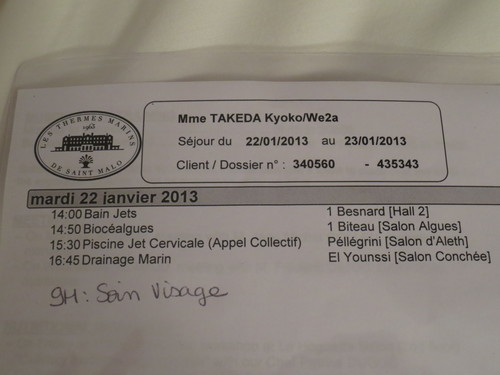 LES THERMES MARINS
1963
DE SAINT MALO
Mme TAKEDA Kyoko/We2a
Séjour du 22/01/2013 au 23/01/2013
Client / Dossier n° : 340560 - 435343
mardi 22 janvier 2013
14:00 Bain Jets 1 Besnard [Hall 2]
14:50 Biocéalgues 1 Biteau [Salon Algues]
15:30 Piscine Jet Cervicale (Appel Collectif) Péllégrini [Salon d'Aleth]
16:45 Drainage Marin El Younssi [Salon Conchée]
9H : Soin Visage